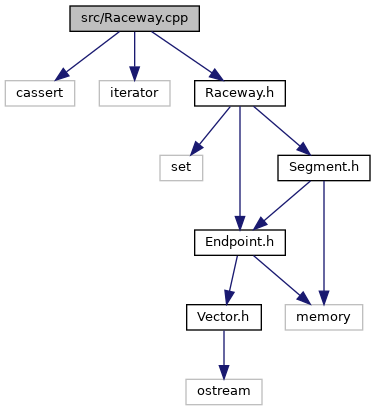 src/Raceway.cpp
cassert
iterator
Raceway.h
set
Segment.h
Endpoint.h
Vector.h
memory
ostream